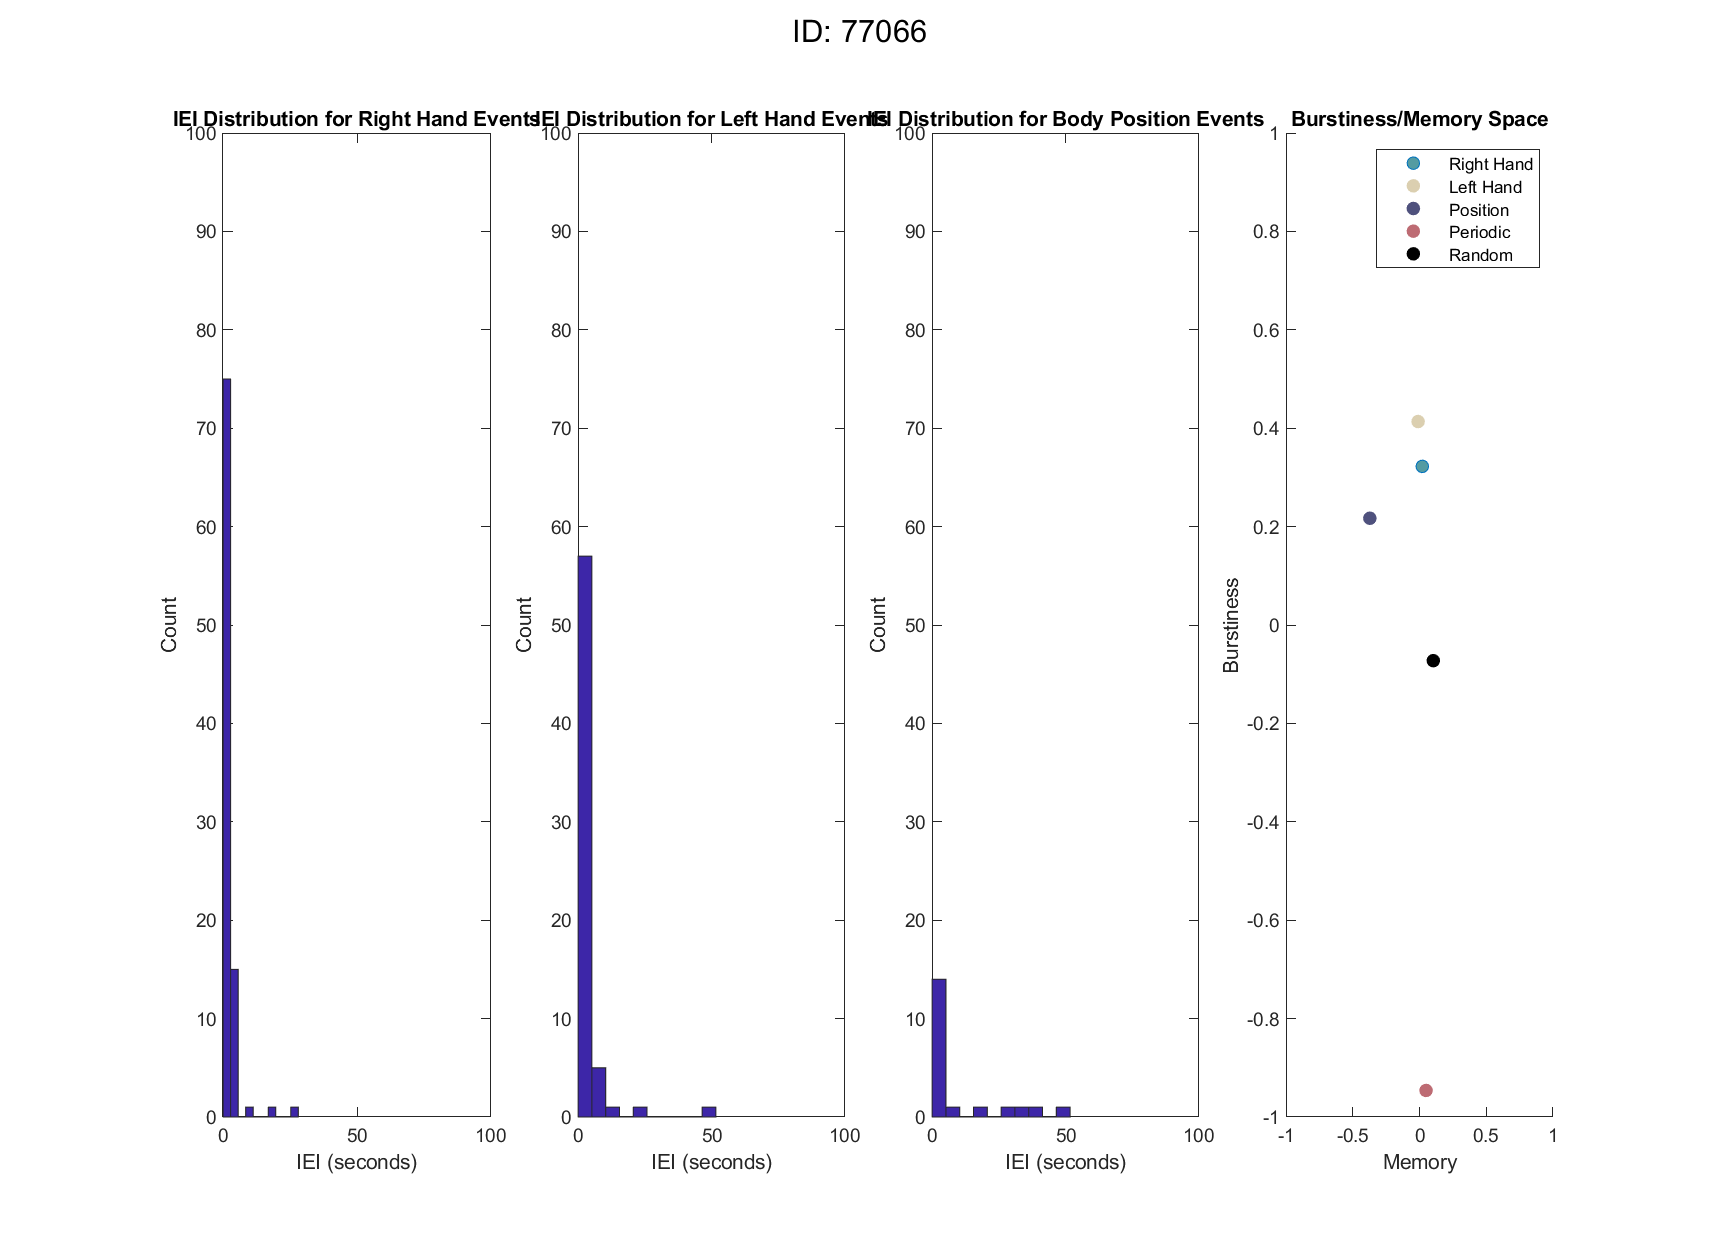 ID: 77066
IEI Distribution for Right Hand Events
100
90
80
70
60
50
40
30
20
10
0
0 50 100
Count
IEI (seconds)
IEI Distribution for Left Hand Events
100
90
80
70
60
50
40
30
20
10
0
0 50 100
Count
IEI (seconds)
IEI Distribution for Body Position Events
100
90
80
70
60
50
40
30
20
10
0
0 50 100
Count
IEI (seconds)
Burstiness/Memory Space
1
0.8
0.6
0.4
0.2
0
-0.2
-0.4
-0.6
-0.8
-1
-1 -0.5 0 0.5 1
Burstiness
Memory
Right Hand
Left Hand
Position
Periodic
Random